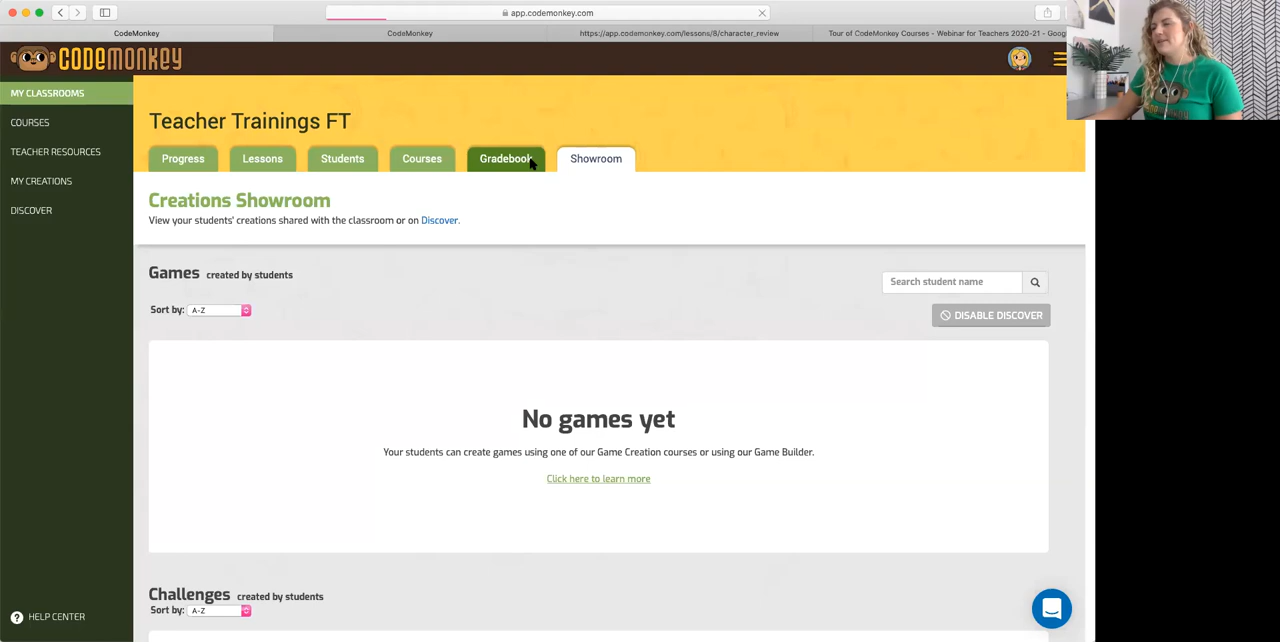 app.codemonkey.com
CodeMonkey
CodeMonkey
https://app.codemonkey.com/lessons/8/character_review
Tour of CodeMonkey Courses - Webinar for Teachers 2020-21 - Goog
CODEMONKEY
MY CLASSROOMS
COURSES
TEACHER RESOURCES
MY CREATIONS
DISCOVER
HELP CENTER
Teacher Trainings FT
Progress
Lessons
Students
Courses
Gradebook
Showroom
Creations Showroom
View your students' creations shared with the classroom or on Discover.
Games created by students
Search student name
Sort by: A-Z
DISABLE DISCOVER
No games yet
Your students can create games using one of our Game Creation courses or using our Game Builder.
Click here to learn more
Challenges created by students
Sort by: A-Z